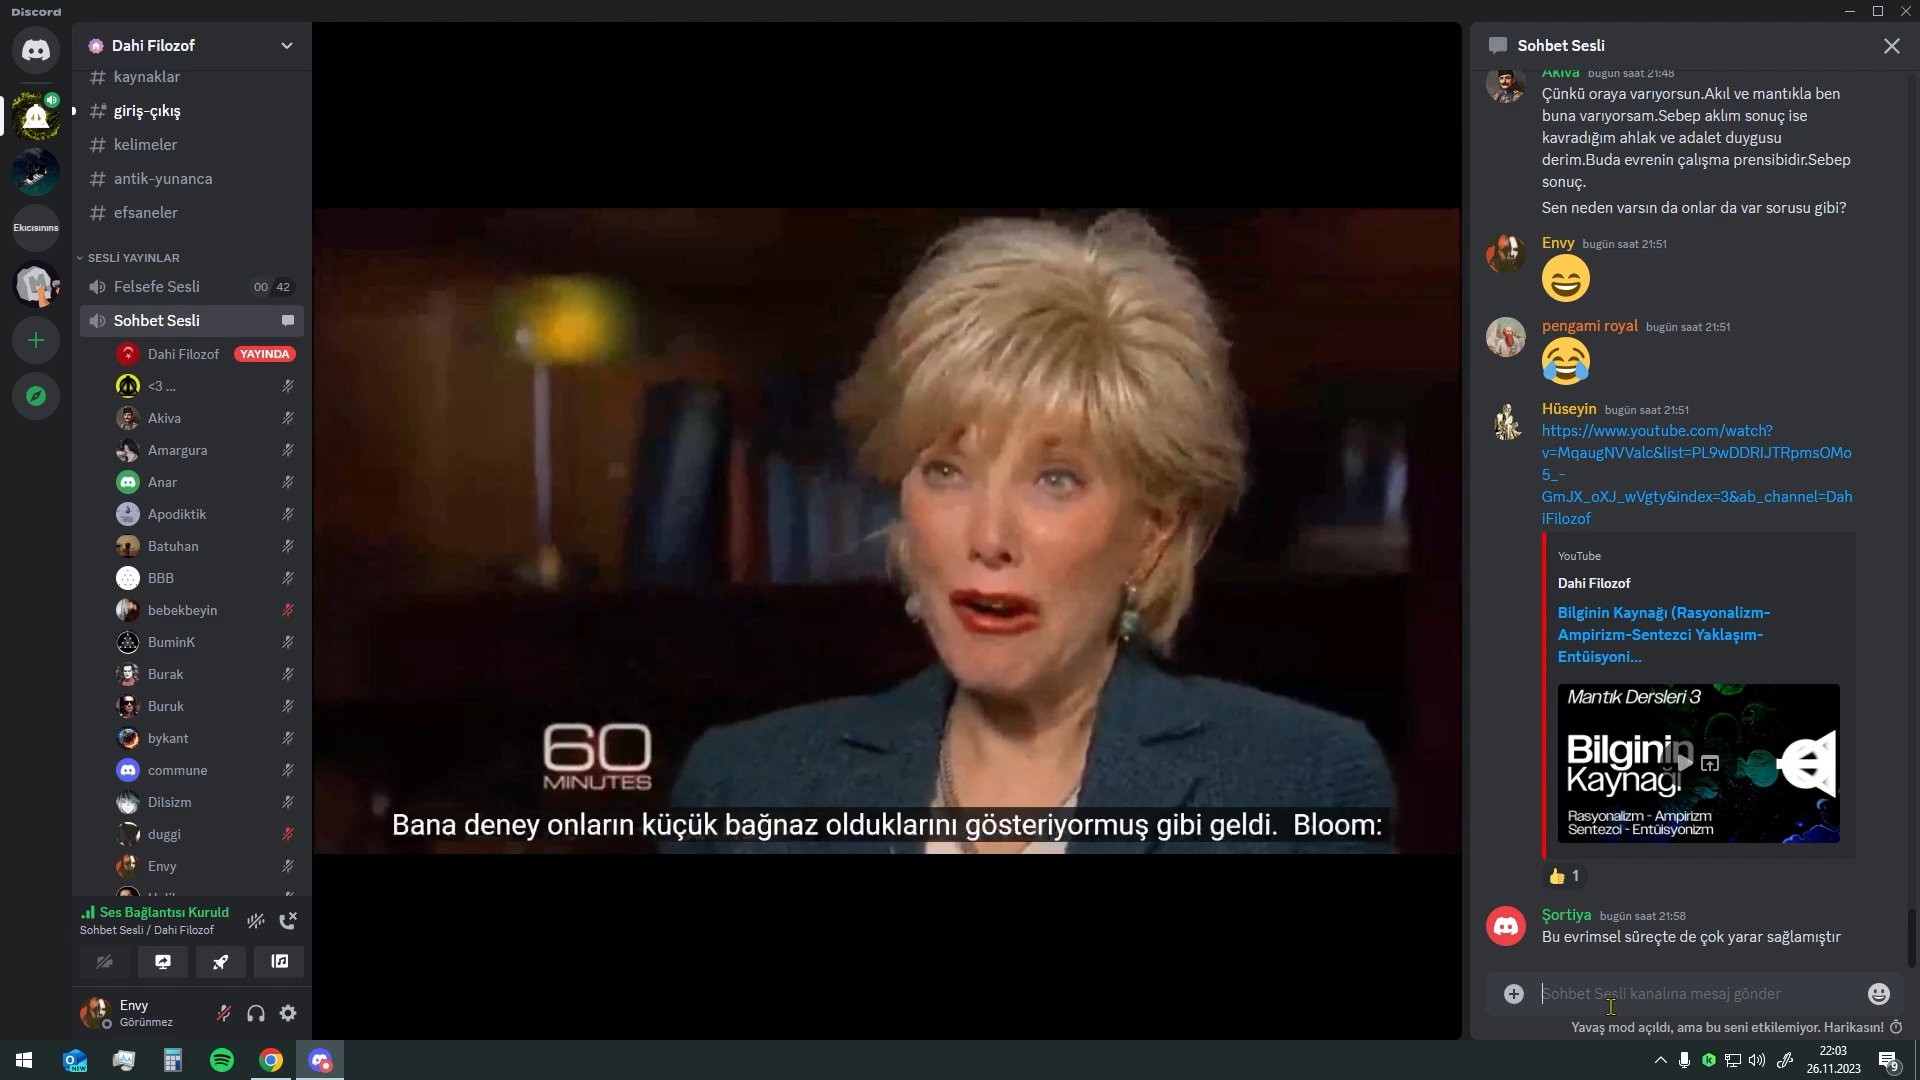 Discord
Dahi Filozof
kaynaklar
giriş-çıkış
kelimeler
antik-yunanca
efsaneler
Ekicisinins
SESLİ YAYINLAR
Felsefe Sesli 00 42
Sohbet Sesli
Dahi Filozof YAYINDA
<3 ...
Akiva
Amargura
Anar
Apodiktik
Batuhan
BBB
bebekbeyin
BuminK
Burak
Buruk
bykant
commune
Dilsizm
duggi
Envy
Ses Bağlantısı Kuruld
Sohbet Sesli / Dahi Filozof
Envy
Görünmez
60
MINUTES
Bana deney onların küçük bağnaz olduklarını gösteriyormuş gibi geldi. Bloom:
Sohbet Sesli
Akiva bugün saat 21:48
Çünkü oraya varıyorsun.Akıl ve mantıkla ben
buna varıyorsam.Sebep aklım sonuç ise
kavradığım ahlak ve adalet duygusu
derim.Buda evrenin çalışma prensibidir.Sebep
sonuç.
Sen neden varsın da onlar da var sorusu gibi?
Envy bugün saat 21:51
pengami royal bugün saat 21:51
Hüseyin bugün saat 21:51
https://www.youtube.com/watch?
v=MqaugNVValc&list=PL9wDDRIJTRpmsOMo
5_-
GmJX_oXJ_wVgty&index=3&ab_channel=Dah
iFilozof
YouTube
Dahi Filozof
Bilginin Kaynağı (Rasyonalizm-
Ampirizm-Sentezci Yaklaşım-
Entüisyoni...
Mantık Dersleri 3
Bilginin
Kaynağı
Rasyonalizm - Ampirizm
Sentezci - Entüisyonizm
1
Şortiya bugün saat 21:58
Bu evrimsel süreçte de çok yarar sağlamıştır
Sohbet Sesli kanalına mesaj gönder
Yavaş mod açıldı, ama bu seni etkilemiyor. Harikasın!
NEW
22:03
26.11.2023
9